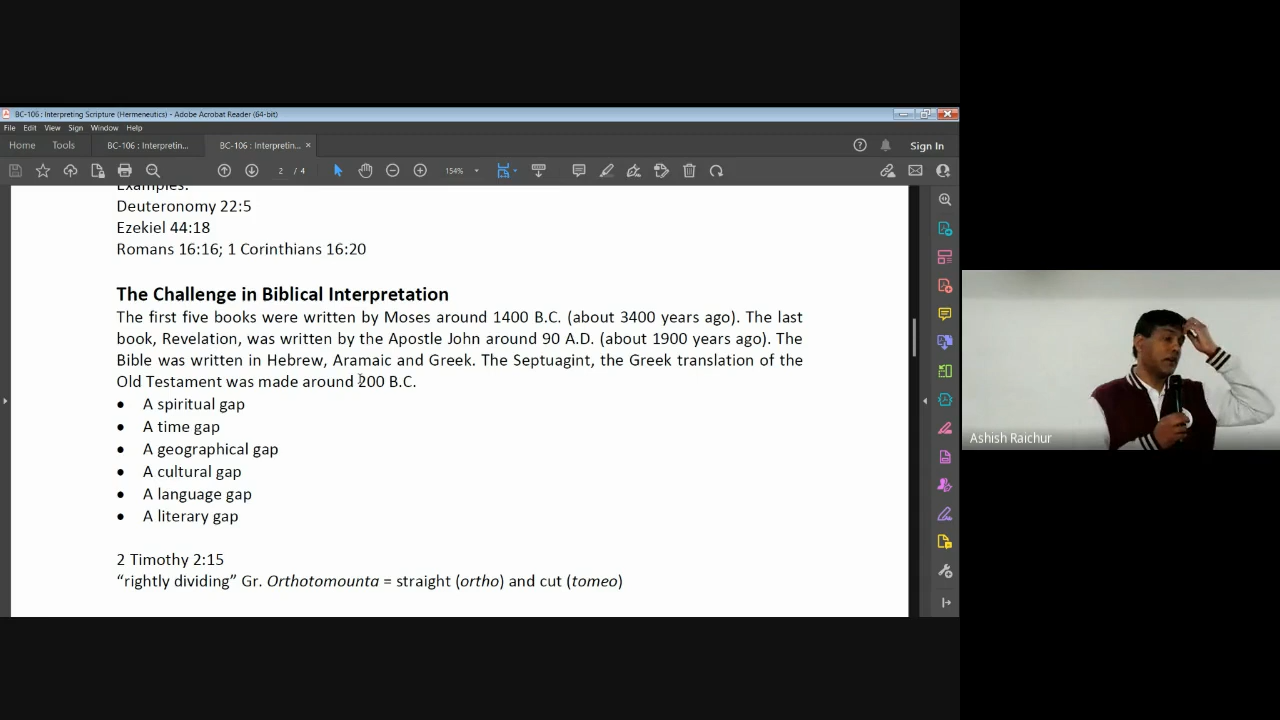 BC-106 : Interpreting Scripture (Hermeneutics) - Adobe Acrobat Reader (64-bit)
File Edit View Sign Window Help
Home Tools BC-106 : Interpretin... BC-106 : Interpretin... × Sign In
2 / 4 154%
Examples:
Deuteronomy 22:5
Ezekiel 44:18
Romans 16:16; 1 Corinthians 16:20
The Challenge in Biblical Interpretation
The first five books were written by Moses around 1400 B.C. (about 3400 years ago). The last
book, Revelation, was written by the Apostle John around 90 A.D. (about 1900 years ago). The
Bible was written in Hebrew, Aramaic and Greek. The Septuagint, the Greek translation of the
Old Testament was made around 200 B.C.
• A spiritual gap
• A time gap
• A geographical gap
• A cultural gap
• A language gap
• A literary gap
2 Timothy 2:15
“rightly dividing” Gr. Orthotomounta = straight (ortho) and cut (tomeo)
Ashish Raichur